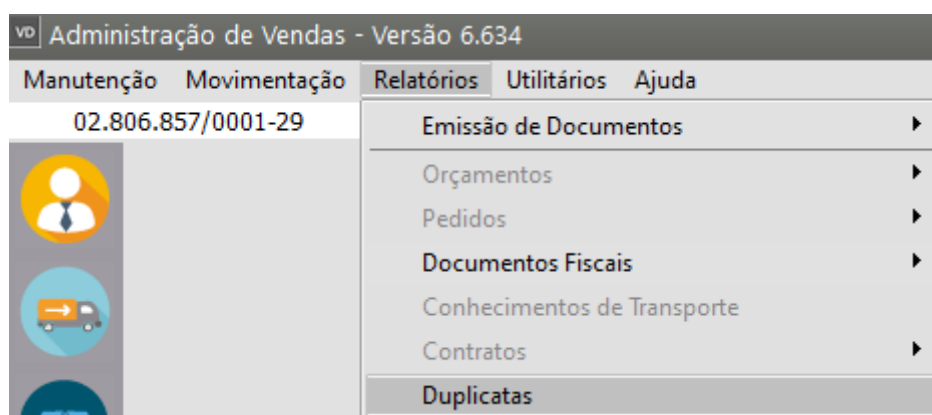 VD Administração de Vendas - Versão 6.634
Manutenção Movimentação Relatórios Utilitários Ajuda
02.806.857/0001-29
Emissão de Documentos
Orçamentos
Pedidos
Documentos Fiscais
Conhecimentos de Transporte
Contratos
Duplicatas